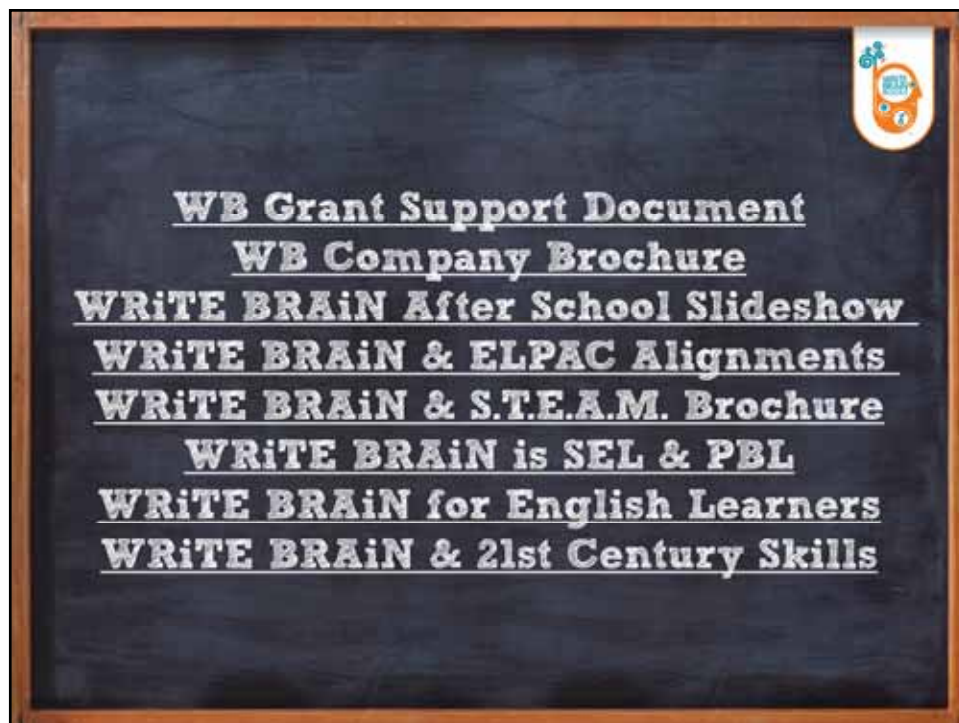 WB Grant Support Document
WB Company Brochure
WRiTE BRAiN After School Slideshow
WRiTE BRAiN & ELPAC Alignments
WRiTE BRAiN & S.T.E.A.M. Brochure
WRiTE BRAiN is SEL & PBL
WRiTE BRAiN for English Learners
WRiTE BRAiN & 21st Century Skills